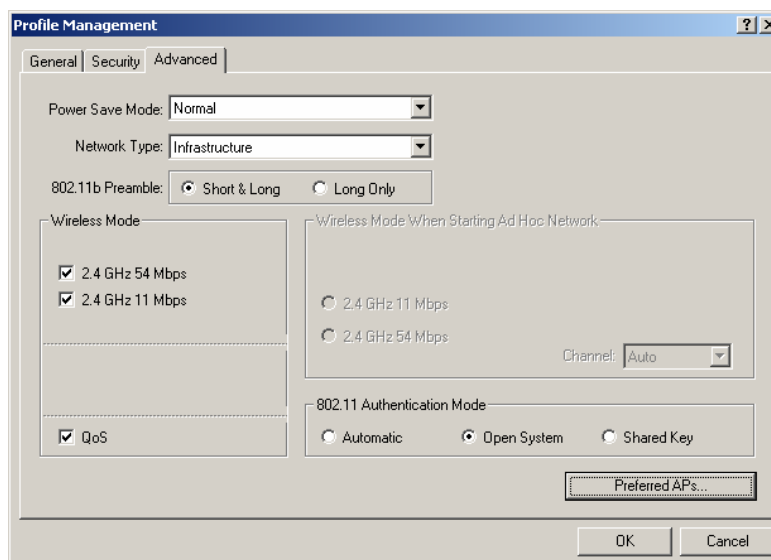 Profile Management
General Security Advanced
Power Save Mode: Normal
Network Type: Infrastructure
802.11b Preamble: Short & Long Long Only
Wireless Mode
2.4 GHz 54 Mbps
2.4 GHz 11 Mbps
QoS
Wireless Mode When Starting Ad Hoc Network
2.4 GHz 11 Mbps
2.4 GHz 54 Mbps
Channel: Auto
802.11 Authentication Mode
Automatic Open System Shared Key
Preferred APs...
OK Cancel